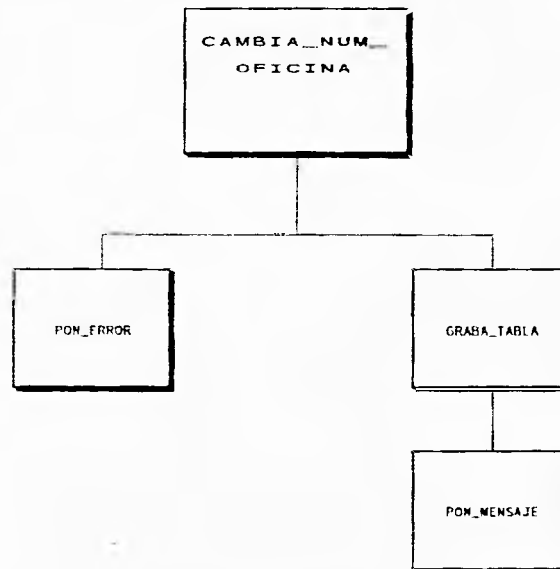 CAMBIA_NUM_
OFICINA
PON_ERROR
GRABA_TABLA
PON_MENSAJE